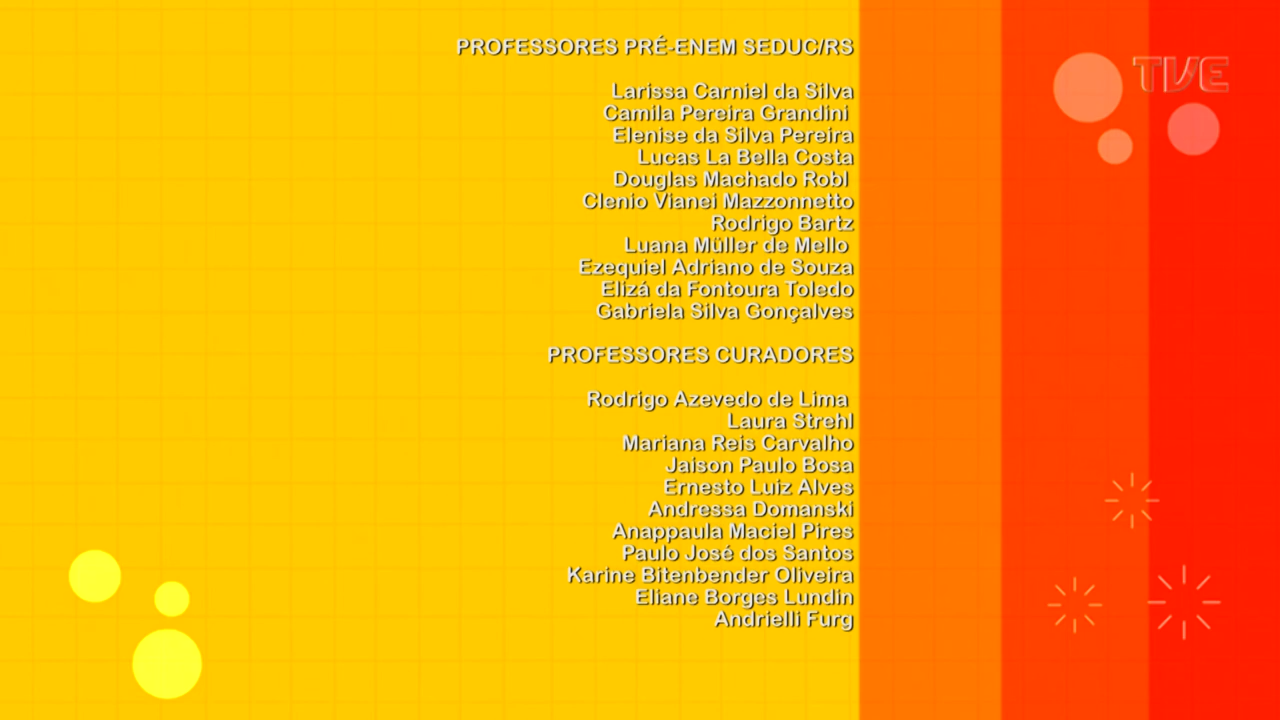 PROFESSORES PRÉ-ENEM SEDUC/RS
TVE
Larissa Carniel da Silva
Camila Pereira Grandini
Elenise da Silva Pereira
Lucas La Bella Costa
Douglas Machado Robl
Clenio Vianei Mazzonnetto
Rodrigo Bartz
Luana Müller de Mello
Ezequiel Adriano de Souza
Elizá da Fontoura Toledo
Gabriela Silva Gonçalves
PROFESSORES CURADORES
Rodrigo Azevedo de Lima
Laura Strehl
Mariana Reis Carvalho
Jaison Paulo Bosa
Ernesto Luiz Alves
Andressa Domanski
Anappaula Maciel Pires
Paulo José dos Santos
Karine Bitenbender Oliveira
Eliane Borges Lundin
Andrielli Furg